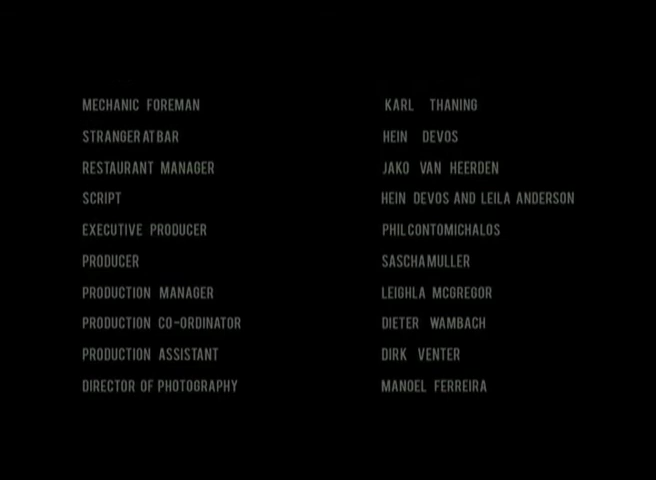 MECHANIC FOREMAN KARL THANING
STRANGER AT BAR HEIN DEVOS
RESTAURANT MANAGER JAKO VAN HEERDEN
SCRIPT HEIN DEVOS AND LEILA ANDERSON
EXECUTIVE PRODUCER PHIL CONTOMICHALOS
PRODUCER SASCHA MULLER
PRODUCTION MANAGER LEIGHLA MCGREGOR
PRODUCTION CO-ORDINATOR DIETER WAMBACH
PRODUCTION ASSISTANT DIRK VENTER
DIRECTOR OF PHOTOGRAPHY MANOEL FERREIRA